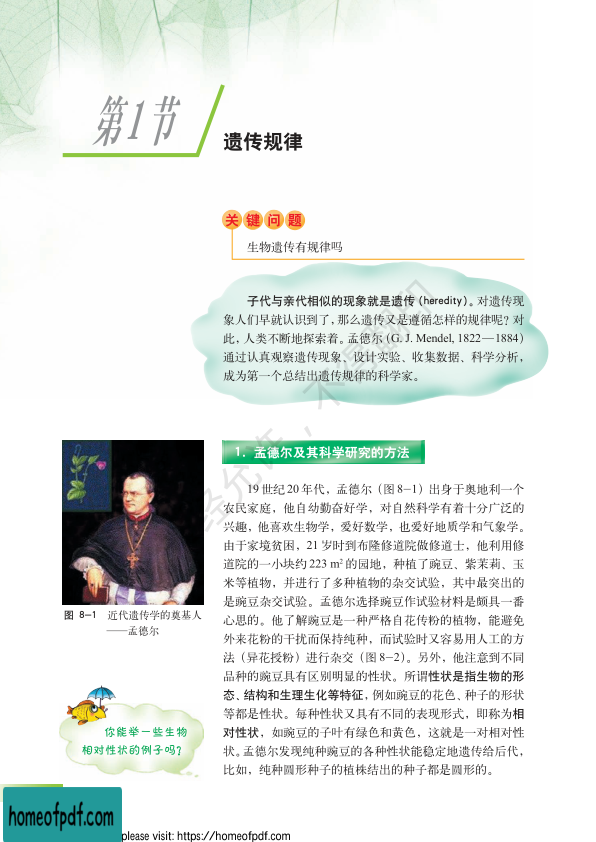 第1节
遗传规律
关键问题
生物遗传有规律吗
子代与亲代相似的现象就是遗传（heredity）。对遗传现
象人们早就认识到了，那么遗传又是遵循怎样的规律呢？对
此，人类不断地探索着。孟德尔（G. J. Mendel, 1822—1884）
通过认真观察遗传现象、设计实验、收集数据、科学分析，
成为第一个总结出遗传规律的科学家。
1. 孟德尔及其科学研究的方法
19世纪20年代，孟德尔（图8-1）出身于奥地利一个
农民家庭，他自幼勤奋好学，对自然科学有着十分广泛的
兴趣，他喜欢生物学，爱好数学，也爱好地质学和气象学。
由于家境贫困，21岁时到布隆修道院做修道士，他利用修
道院的一小块约223 m²的园地，种植了豌豆、紫茉莉、玉
米等植物，并进行了多种植物的杂交试验，其中最突出的
是豌豆杂交试验。孟德尔选择豌豆作试验材料是颇具一番
心思的。他了解豌豆是一种严格自花传粉的植物，能避免
外来花粉的干扰而保持纯种，而试验时又容易用人工的方
法（异花授粉）进行杂交（图8-2）。另外，他注意到不同
品种的豌豆具有区别明显的性状。所谓性状是指生物的形
态、结构和生理生化等特征，例如豌豆的花色、种子的形状
等都是性状。每种性状又具有不同的表现形式，即称为相
对性状，如豌豆的子叶有绿色和黄色，这就是一对相对性
状。孟德尔发现纯种豌豆的各种性状能稳定地遗传给后代，
比如，纯种圆形种子的植株结出的种子都是圆形的。
图 8-1 近代遗传学的奠基人
——孟德尔
你能举一些生物
相对性状的例子吗？
经允许，不得翻印
homeofpdf.com
please visit: https://homeofpdf.com